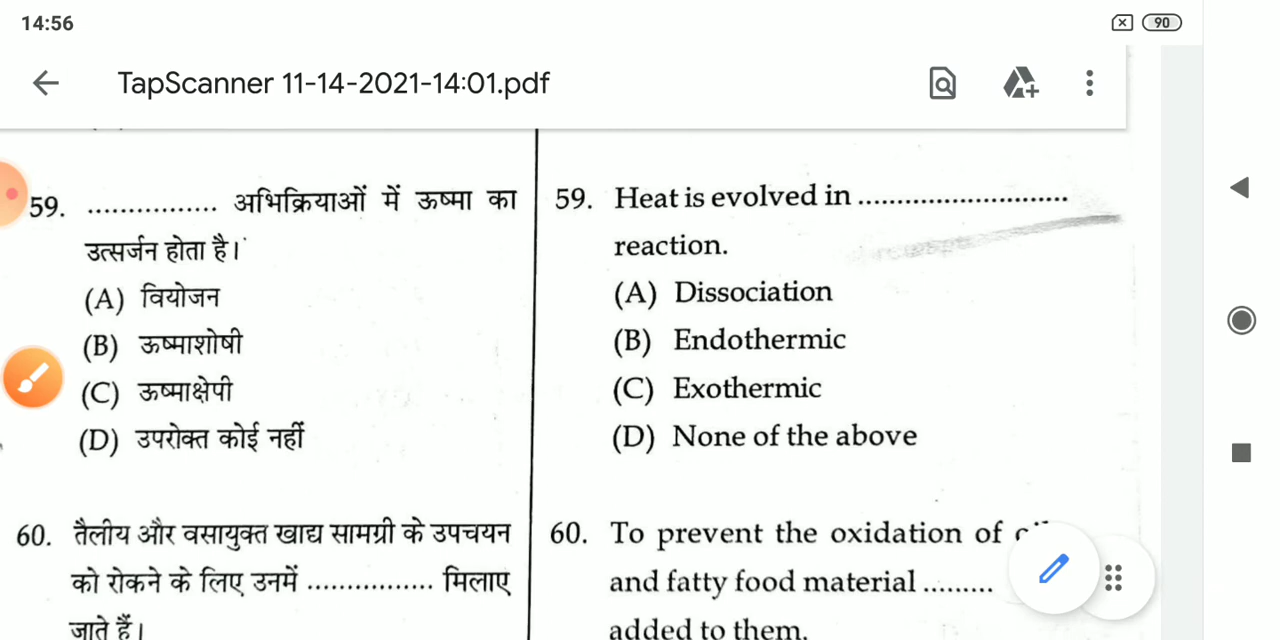 14:56
90
TapScanner 11-14-2021-14:01.pdf
59. ................ अभिक्रियाओं में ऊष्मा का
उत्सर्जन होता है।
(A) वियोजन
(B) ऊष्माशोषी
(C) ऊष्माक्षेपी
(D) उपरोक्त कोई नहीं
60. तैलीय और वसायुक्त खाद्य सामग्री के उपचयन
को रोकने के लिए उनमें ................ मिलाए
जाते हैं।
59. Heat is evolved in ...........................
reaction.
(A) Dissociation
(B) Endothermic
(C) Exothermic
(D) None of the above
60. To prevent the oxidation of
and fatty food material .........
added to them.